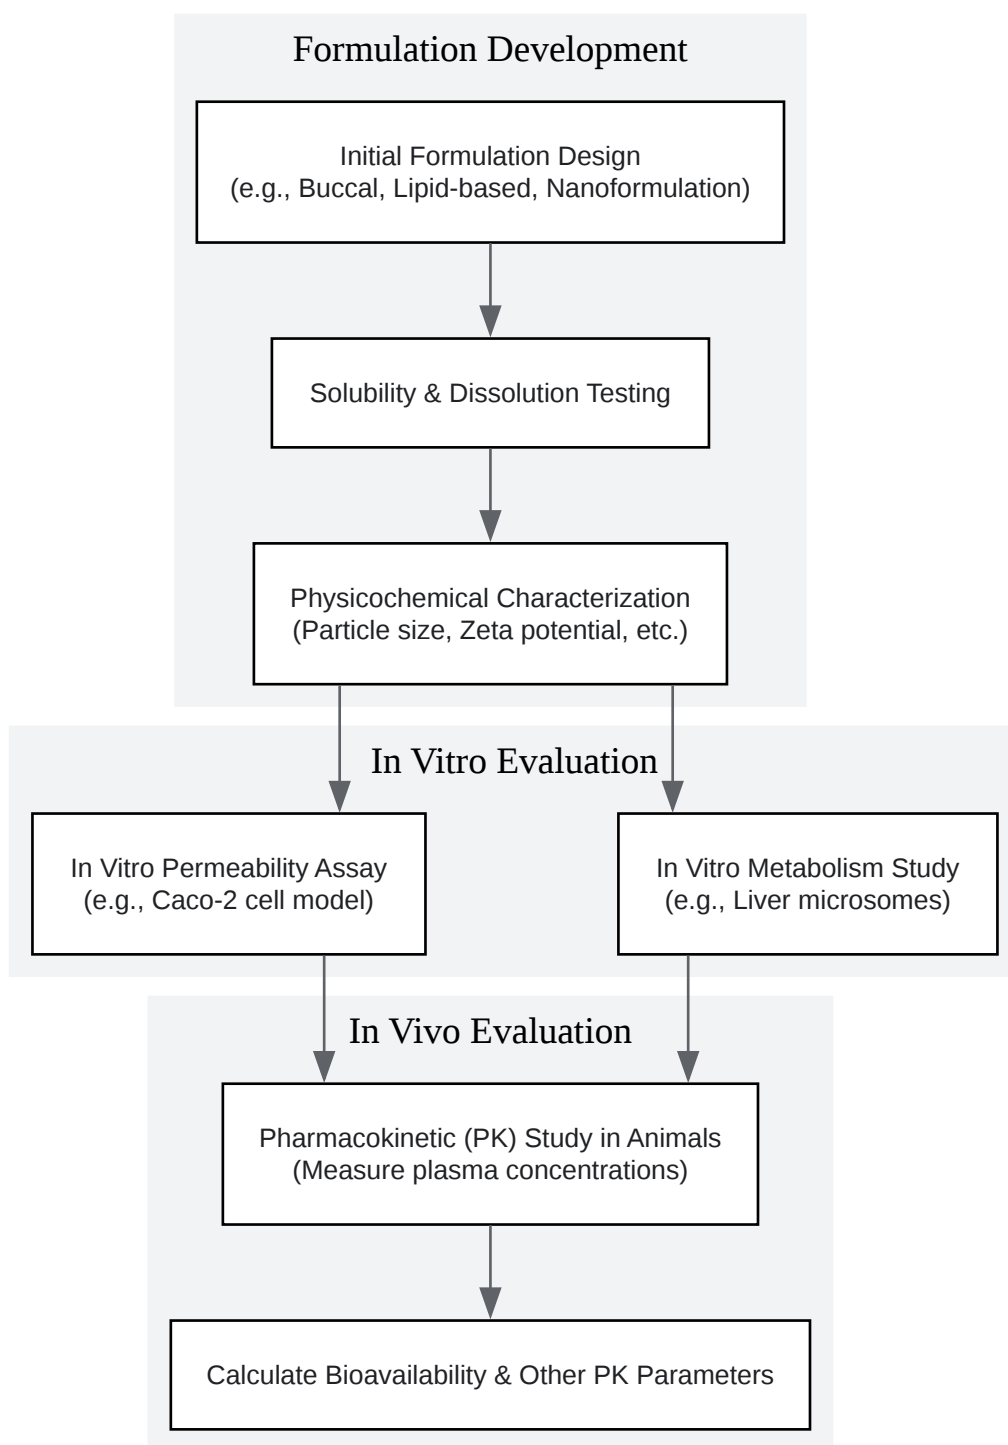 Formulation Development
Initial Formulation Design
(e.g., Buccal, Lipid-based, Nanoformulation)
Solubility & Dissolution Testing
Physicochemical Characterization
(Particle size, Zeta potential, etc.)
In Vitro Evaluation
In Vitro Permeability Assay
(e.g., Caco-2 cell model)
In Vitro Metabolism Study
(e.g., Liver microsomes)
In Vivo Evaluation
Pharmacokinetic (PK) Study in Animals
(Measure plasma concentrations)
Calculate Bioavailability & Other PK Parameters